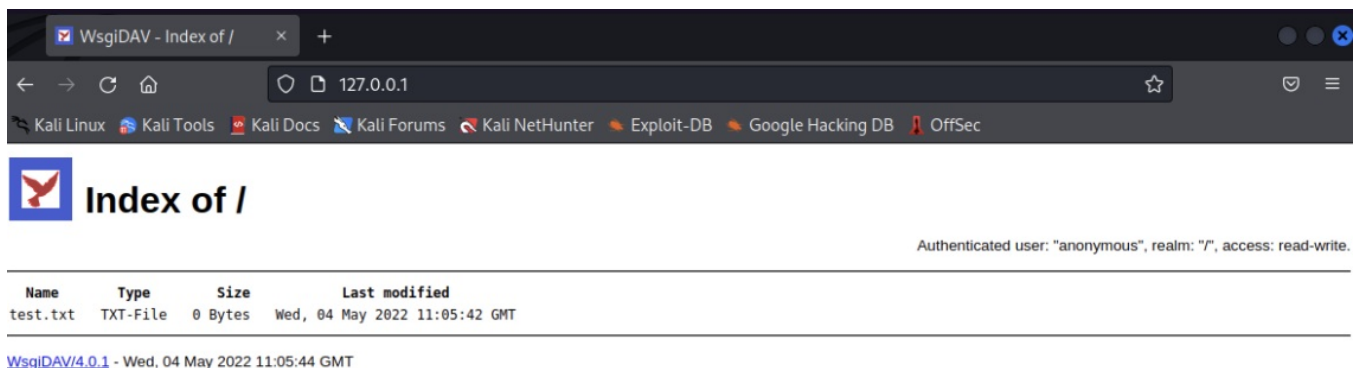 WsgiDAV - Index of /
127.0.0.1
Kali Linux Kali Tools Kali Docs Kali Forums Kali NetHunter Exploit-DB Google Hacking DB OffSec
Index of /
Authenticated user: "anonymous", realm: "/", access: read-write.
Name Type Size Last modified
test.txt TXT-File 0 Bytes Wed, 04 May 2022 11:05:42 GMT
WsgiDAV/4.0.1 - Wed, 04 May 2022 11:05:44 GMT